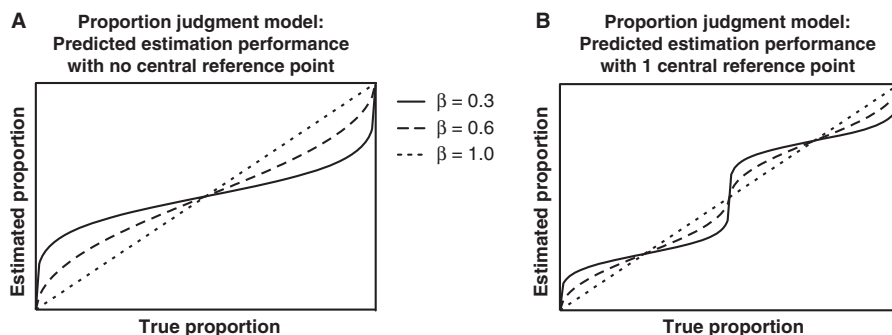 A
Proportion judgment model:
Predicted estimation performance
with no central reference point
Estimated proportion
True proportion
β = 0.3
β = 0.6
β = 1.0
B
Proportion judgment model:
Predicted estimation performance
with 1 central reference point
Estimated proportion
True proportion